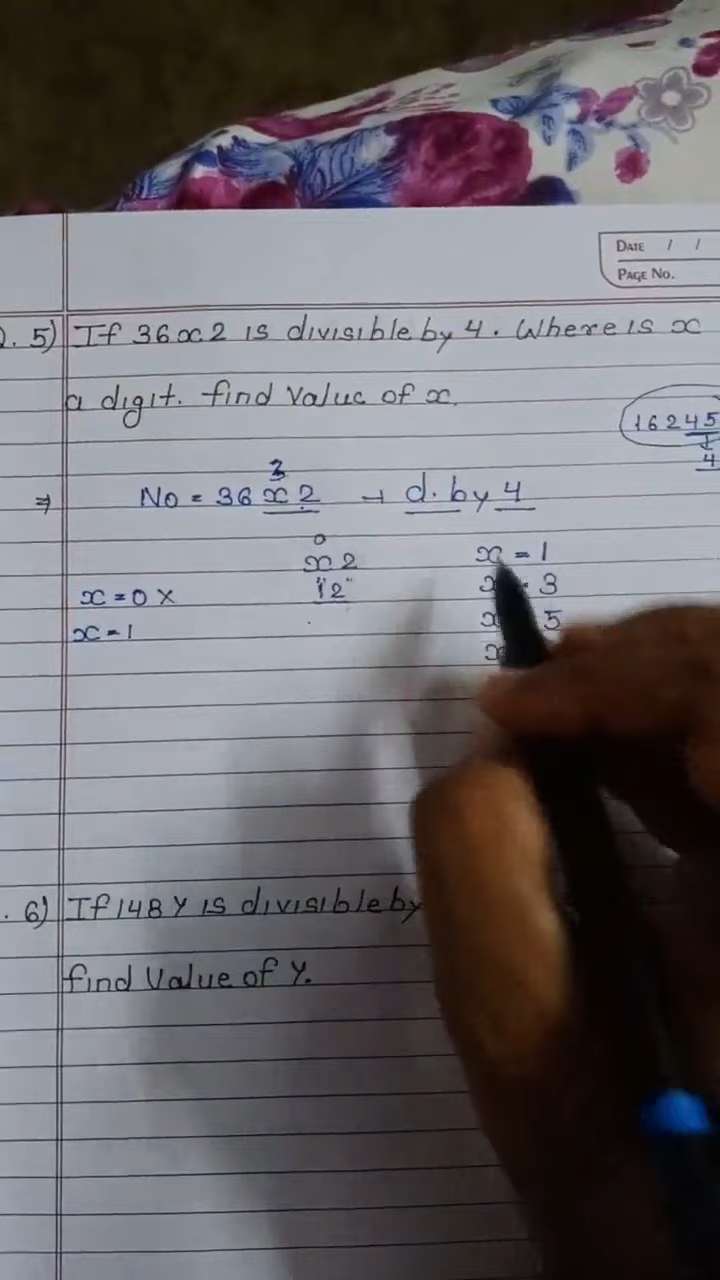 DATE / /
PAGE No.
. 5) If 36x2 is divisible by 4. Where is x
a digit. find Value of x.
16245
4
3
⇒ No = 36 x 2 → d. by 4
0
x 2 x = 1
x = 0 × "12" x = 3
x = 1 x 5
x
. 6) If 148 Y is divisible by
find Value of Y.